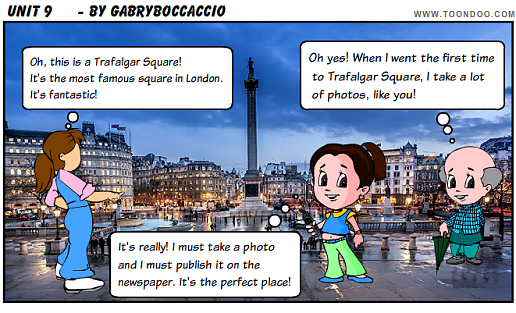 UNIT 9 - BY GABRYBOCCACCIO
WWW.TOONDOO.COM
Oh, this is a Trafalgar Square!
It's the most famous square in London.
It's fantastic!
Oh yes! When I went the first time
to Trafalgar Square, I take a lot
of photos, like you!
It's really! I must take a photo
and I must publish it on the
newspaper. It's the perfect place!